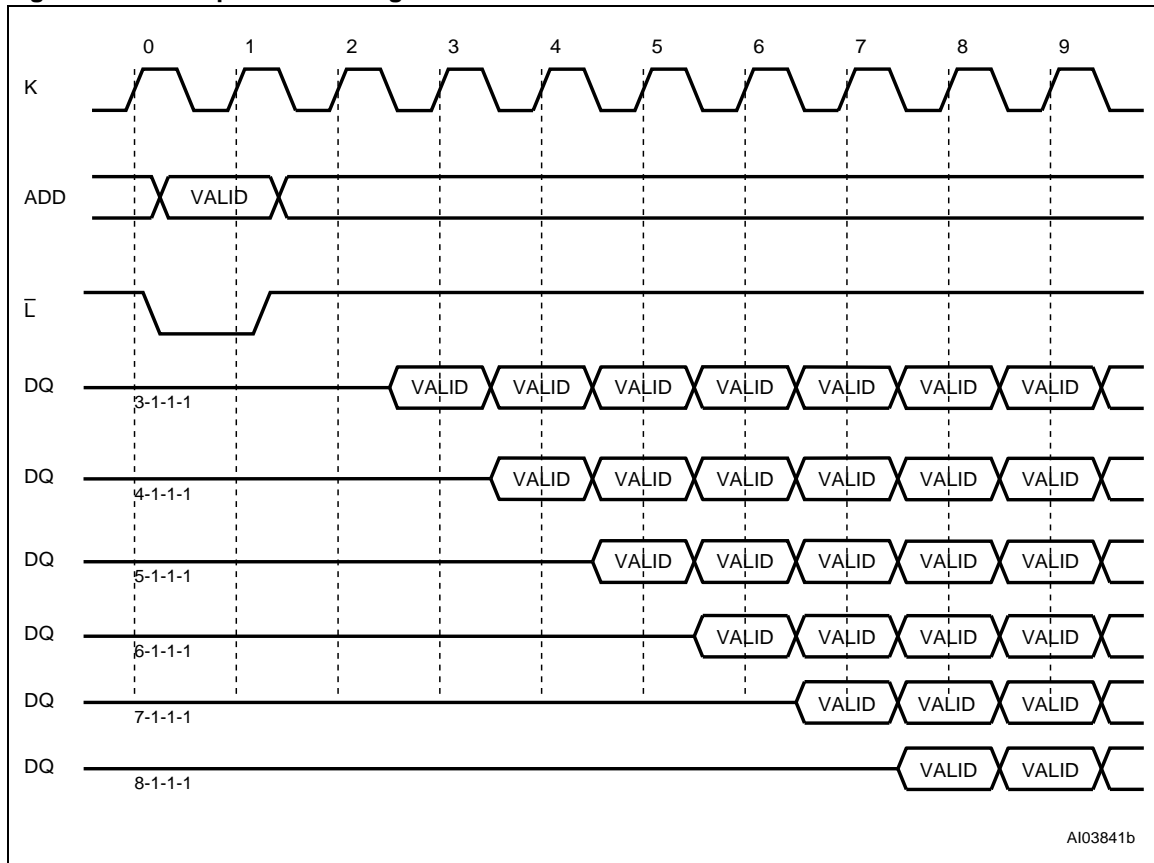 0 1 2 3 4 5 6 7 8 9
K
ADD VALID
L̅
DQ VALID VALID VALID VALID VALID VALID VALID
3-1-1-1
DQ VALID VALID VALID VALID VALID VALID
4-1-1-1
DQ VALID VALID VALID VALID VALID
5-1-1-1
DQ VALID VALID VALID VALID
6-1-1-1
DQ VALID VALID VALID
7-1-1-1
DQ VALID VALID
8-1-1-1
AI03841b